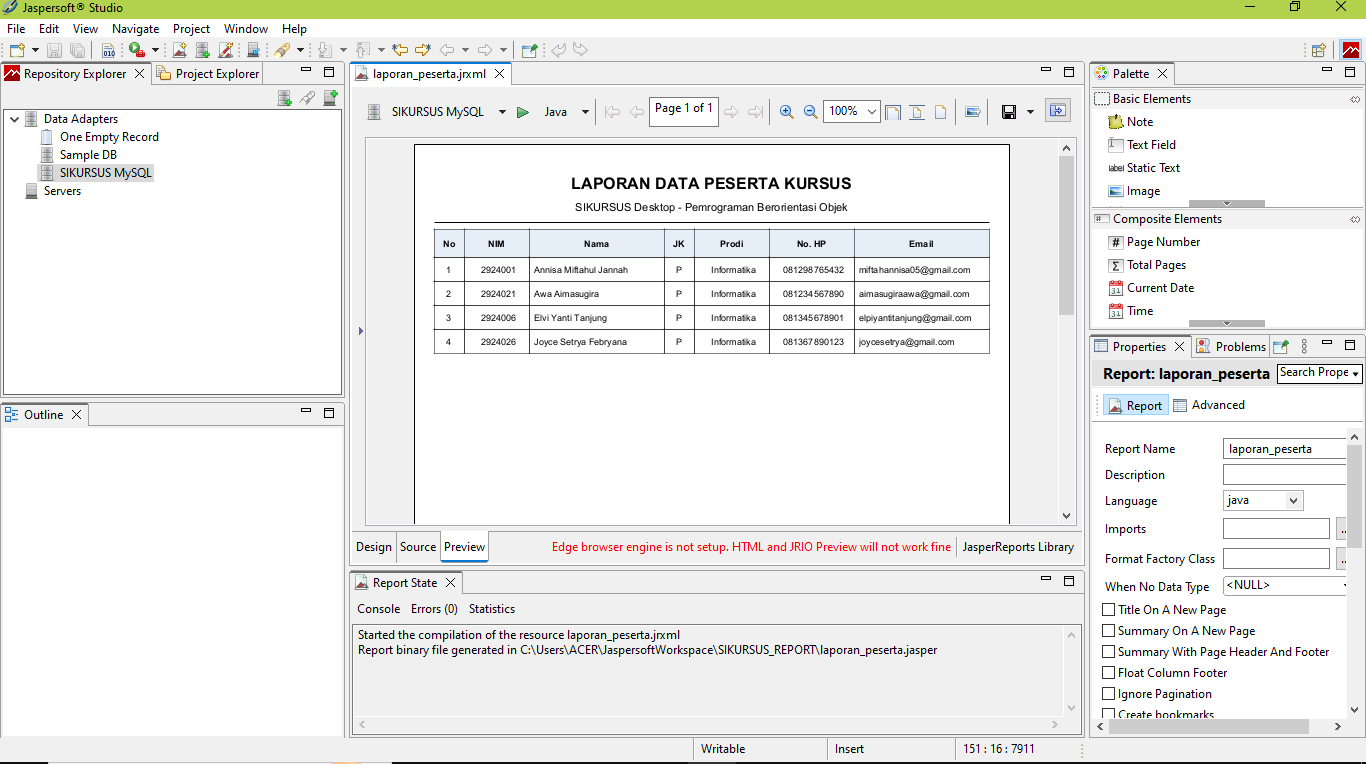 Jaspersoft® Studio
File Edit View Navigate Project Window Help
Repository Explorer
Project Explorer
Data Adapters
One Empty Record
Sample DB
SIKURSUS MySQL
Servers
Outline
laporan_peserta.jrxml
SIKURSUS MySQL Java Page 1 of 1 100%
LAPORAN DATA PESERTA KURSUS
SIKURSUS Desktop - Pemrograman Berorientasi Objek
No NIM Nama JK Prodi No. HP Email
1 2924001 Annisa Miftahul Jannah P Informatika 081298765432 miftahannisa05@gmail.com
2 2924021 Awa Aimasugira P Informatika 081234567890 aimasugiraawa@gmail.com
3 2924006 Elvi Yanti Tanjung P Informatika 081345678901 elpiyantitanjung@gmail.com
4 2924026 Joyce Setrya Febryana P Informatika 081367890123 joycesetrya@gmail.com
Design Source Preview
Edge browser engine is not setup. HTML and JRIO Preview will not work fine
JasperReports Library
Report State
Console Errors (0) Statistics
Started the compilation of the resource laporan_peserta.jrxml
Report binary file generated in C:\Users\ACER\JaspersoftWorkspace\SIKURSUS_REPORT\laporan_peserta.jasper
Palette
Basic Elements
Note
Text Field
label Static Text
Image
Composite Elements
# Page Number
Σ Total Pages
Current Date
Time
Properties
Problems
Report: laporan_peserta
Search Prope
Report
Advanced
Report Name laporan_peserta
Description
Language java
Imports
Format Factory Class
When No Data Type <NULL>
Title On A New Page
Summary On A New Page
Summary With Page Header And Footer
Float Column Footer
Ignore Pagination
Create bookmarks
Writable Insert 151 : 16 : 7911